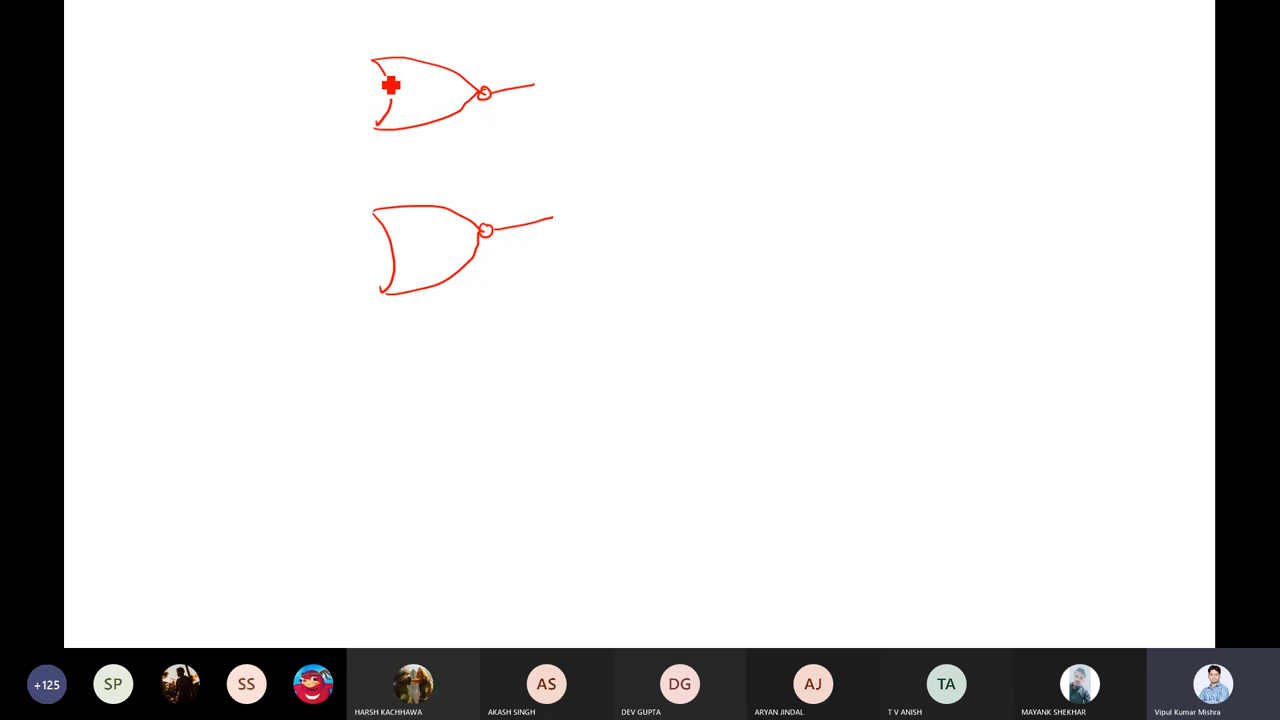 +125
SP
SS
AS
DG
AJ
TA
HARSH KACHHAWA
AKASH SINGH
DEV GUPTA
ARYAN JINDAL
T V ANISH
MAYANK SHEKHAR
Vipul Kumar Mishra